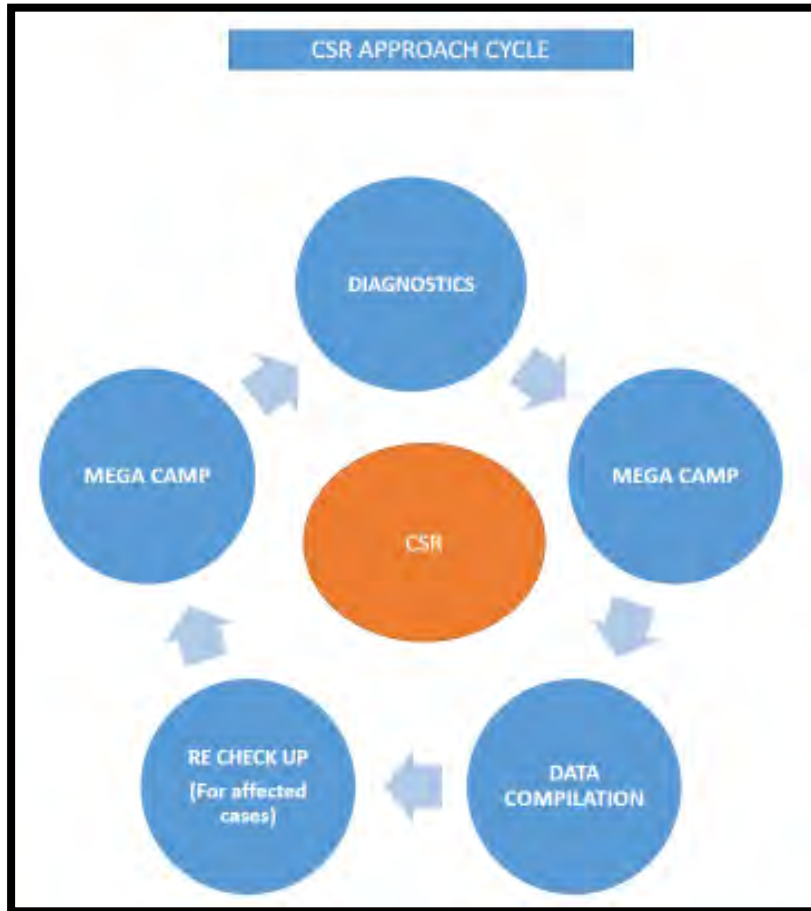 CSR APPROACH CYCLE
DIAGNOSTICS
MEGA CAMP
MEGA CAMP
CSR
RE CHECK UP
(For affected
cases)
DATA
COMPILATION